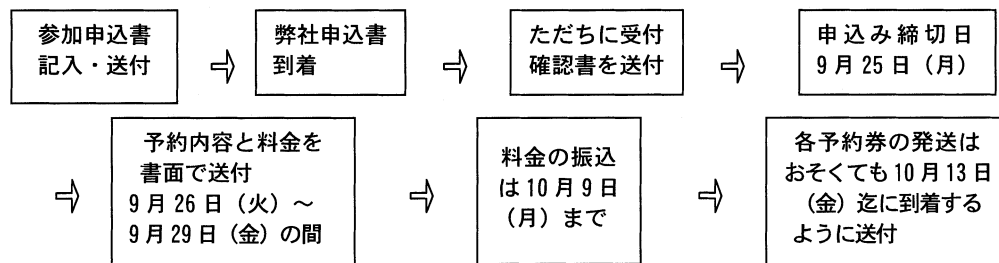 参加申込書
記入・送付
弊社申込書
到着
ただちに受付
確認書を送付
申込み締切日
9月25日（月）
予約内容と料金を
書面で送付
9月26日（火）～
9月29日（金）の間
料金の振込
は10月9日
（月）まで
各予約券の発送は
おそくても10月13日
（金）迄に到着する
ように送付